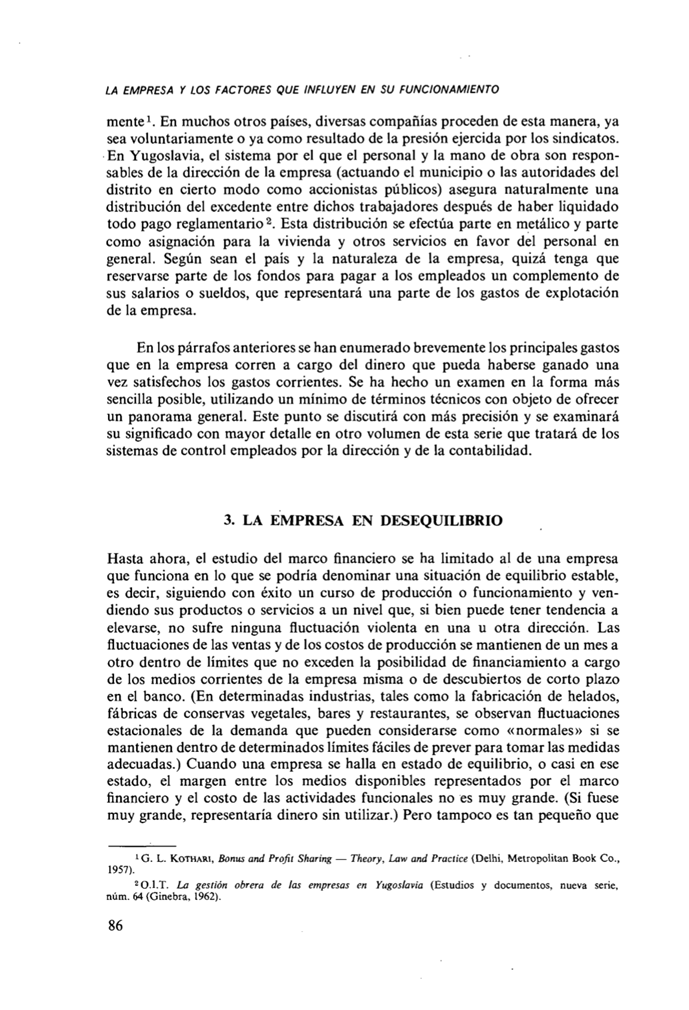 LA EMPRESA Y LOS FACTORES QUE INFLUYEN EN SU FUNCIONAMIENTO
mente¹. En muchos otros países, diversas compañías proceden de esta manera, ya
sea voluntariamente o ya como resultado de la presión ejercida por los sindicatos.
En Yugoslavia, el sistema por el que el personal y la mano de obra son respon-
sables de la dirección de la empresa (actuando el municipio o las autoridades del
distrito en cierto modo como accionistas públicos) asegura naturalmente una
distribución del excedente entre dichos trabajadores después de haber liquidado
todo pago reglamentario². Esta distribución se efectúa parte en metálico y parte
como asignación para la vivienda y otros servicios en favor del personal en
general. Según sean el país y la naturaleza de la empresa, quizá tenga que
reservarse parte de los fondos para pagar a los empleados un complemento de
sus salarios o sueldos, que representará una parte de los gastos de explotación
de la empresa.
En los párrafos anteriores se han enumerado brevemente los principales gastos
que en la empresa corren a cargo del dinero que pueda haberse ganado una
vez satisfechos los gastos corrientes. Se ha hecho un examen en la forma más
sencilla posible, utilizando un mínimo de términos técnicos con objeto de ofrecer
un panorama general. Este punto se discutirá con más precisión y se examinará
su significado con mayor detalle en otro volumen de esta serie que tratará de los
sistemas de control empleados por la dirección y de la contabilidad.
3. LA EMPRESA EN DESEQUILIBRIO
Hasta ahora, el estudio del marco financiero se ha limitado al de una empresa
que funciona en lo que se podría denominar una situación de equilibrio estable,
es decir, siguiendo con éxito un curso de producción o funcionamiento y ven-
diendo sus productos o servicios a un nivel que, si bien puede tener tendencia a
elevarse, no sufre ninguna fluctuación violenta en una u otra dirección. Las
fluctuaciones de las ventas y de los costos de producción se mantienen de un mes a
otro dentro de límites que no exceden la posibilidad de financiamiento a cargo
de los medios corrientes de la empresa misma o de descubiertos de corto plazo
en el banco. (En determinadas industrias, tales como la fabricación de helados,
fábricas de conservas vegetales, bares y restaurantes, se observan fluctuaciones
estacionales de la demanda que pueden considerarse como «normales» si se
mantienen dentro de determinados límites fáciles de prever para tomar las medidas
adecuadas.) Cuando una empresa se halla en estado de equilibrio, o casi en ese
estado, el margen entre los medios disponibles representados por el marco
financiero y el costo de las actividades funcionales no es muy grande. (Si fuese
muy grande, representaría dinero sin utilizar.) Pero tampoco es tan pequeño que
¹ G. L. KOTHARI, Bonus and Profit Sharing — Theory, Law and Practice (Delhi, Metropolitan Book Co.,
1957).
² O.I.T. La gestión obrera de las empresas en Yugoslavia (Estudios y documentos, nueva serie,
núm. 64 (Ginebra, 1962).
86